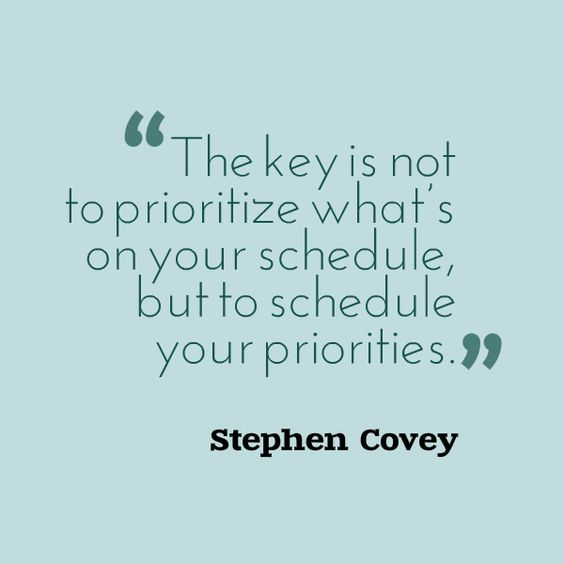 “The key is not
to prioritize what’s
on your schedule,
but to schedule
your priorities.”
Stephen Covey